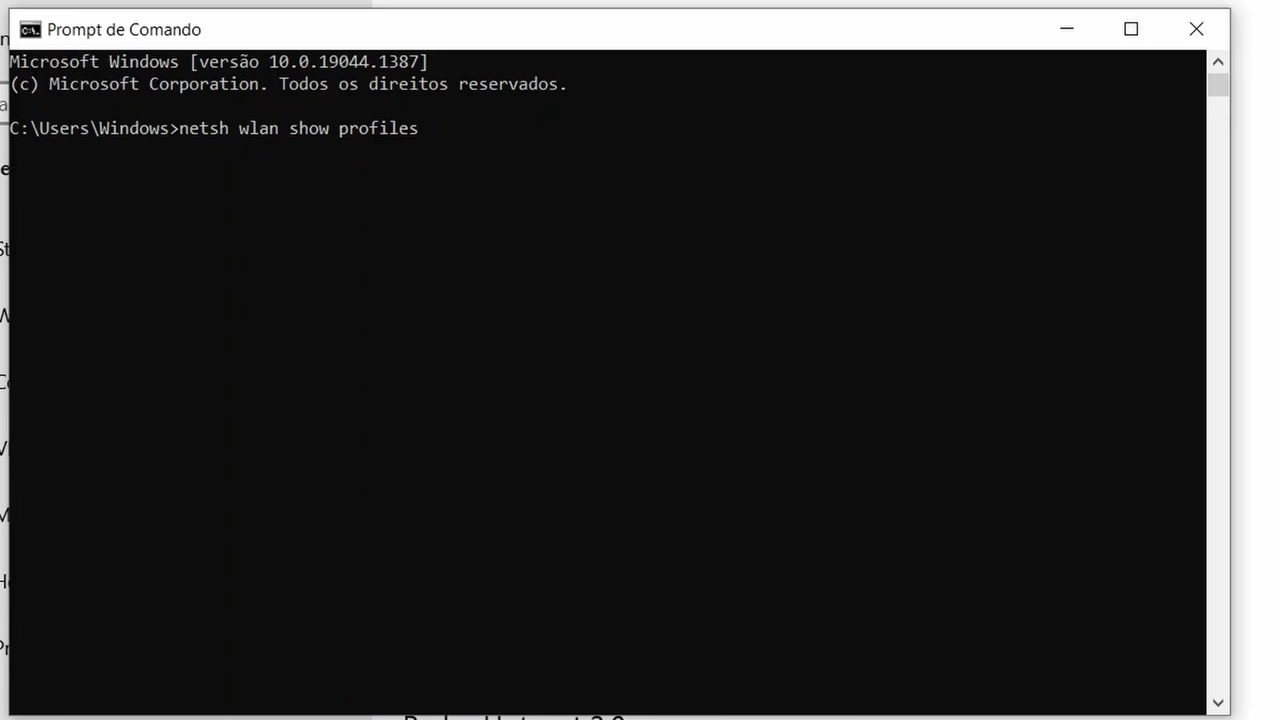 Prompt de Comando
Microsoft Windows [versão 10.0.19044.1387]
(c) Microsoft Corporation. Todos os direitos reservados.
C:\Users\Windows>netsh wlan show profiles